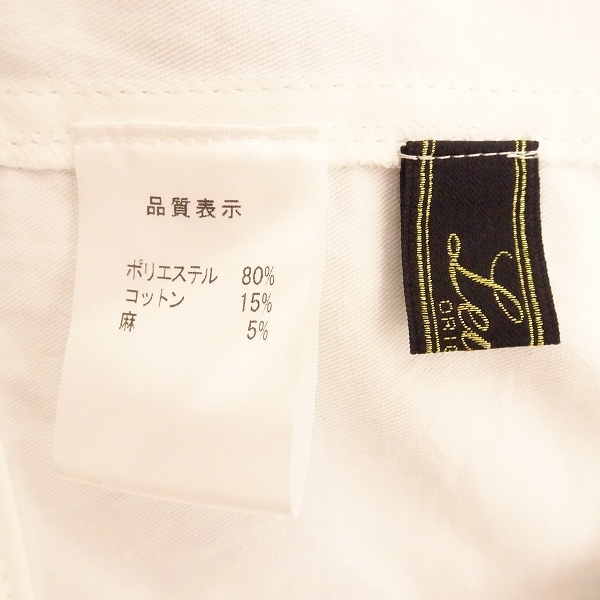 品質表示
ポリエステル 80%
コットン 15%
麻 5%